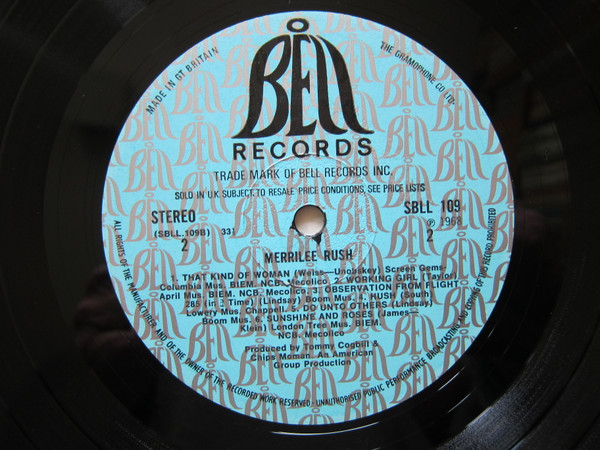 MADE IN GT BRITAIN
THE GRAMOPHONE CO LTD.
BELL
RECORDS
TRADE MARK OF BELL RECORDS INC.
SOLD IN U.K. SUBJECT TO RESALE PRICE CONDITIONS, SEE PRICE LISTS
STEREO
SBLL 109
(SBLL.109B) 33⅓
℗ 1968
2
2
MERRILEE RUSH
1. THAT KIND OF WOMAN (Weiss—Unobskey) Screen Gems-
Columbia Mus. BIEM. NCB. Mecolico 2. WORKING GIRL (Taylor)
April Mus. BIEM. NCB. Mecolico 3. OBSERVATION FROM FLIGHT
285 (in ¾ Time) (Lindsay) Boom Mus. 4. HUSH (South)
Lowery Mus. Chappell. 5. DO UNTO OTHERS (Lindsay)
Boom Mus. 6. SUNSHINE AND ROSES (James—
Klein) London Tree Mus. BIEM.
NCB. Mecolico
Produced by Tommy Cogbill &
Chips Moman. An American
Group Production
ALL RIGHTS OF THE MANUFACTURER AND OF THE OWNER OF THE RECORDED WORK RESERVED · UNAUTHORISED PUBLIC PERFORMANCE BROADCASTING AND COPYING OF THIS RECORD PROHIBITED